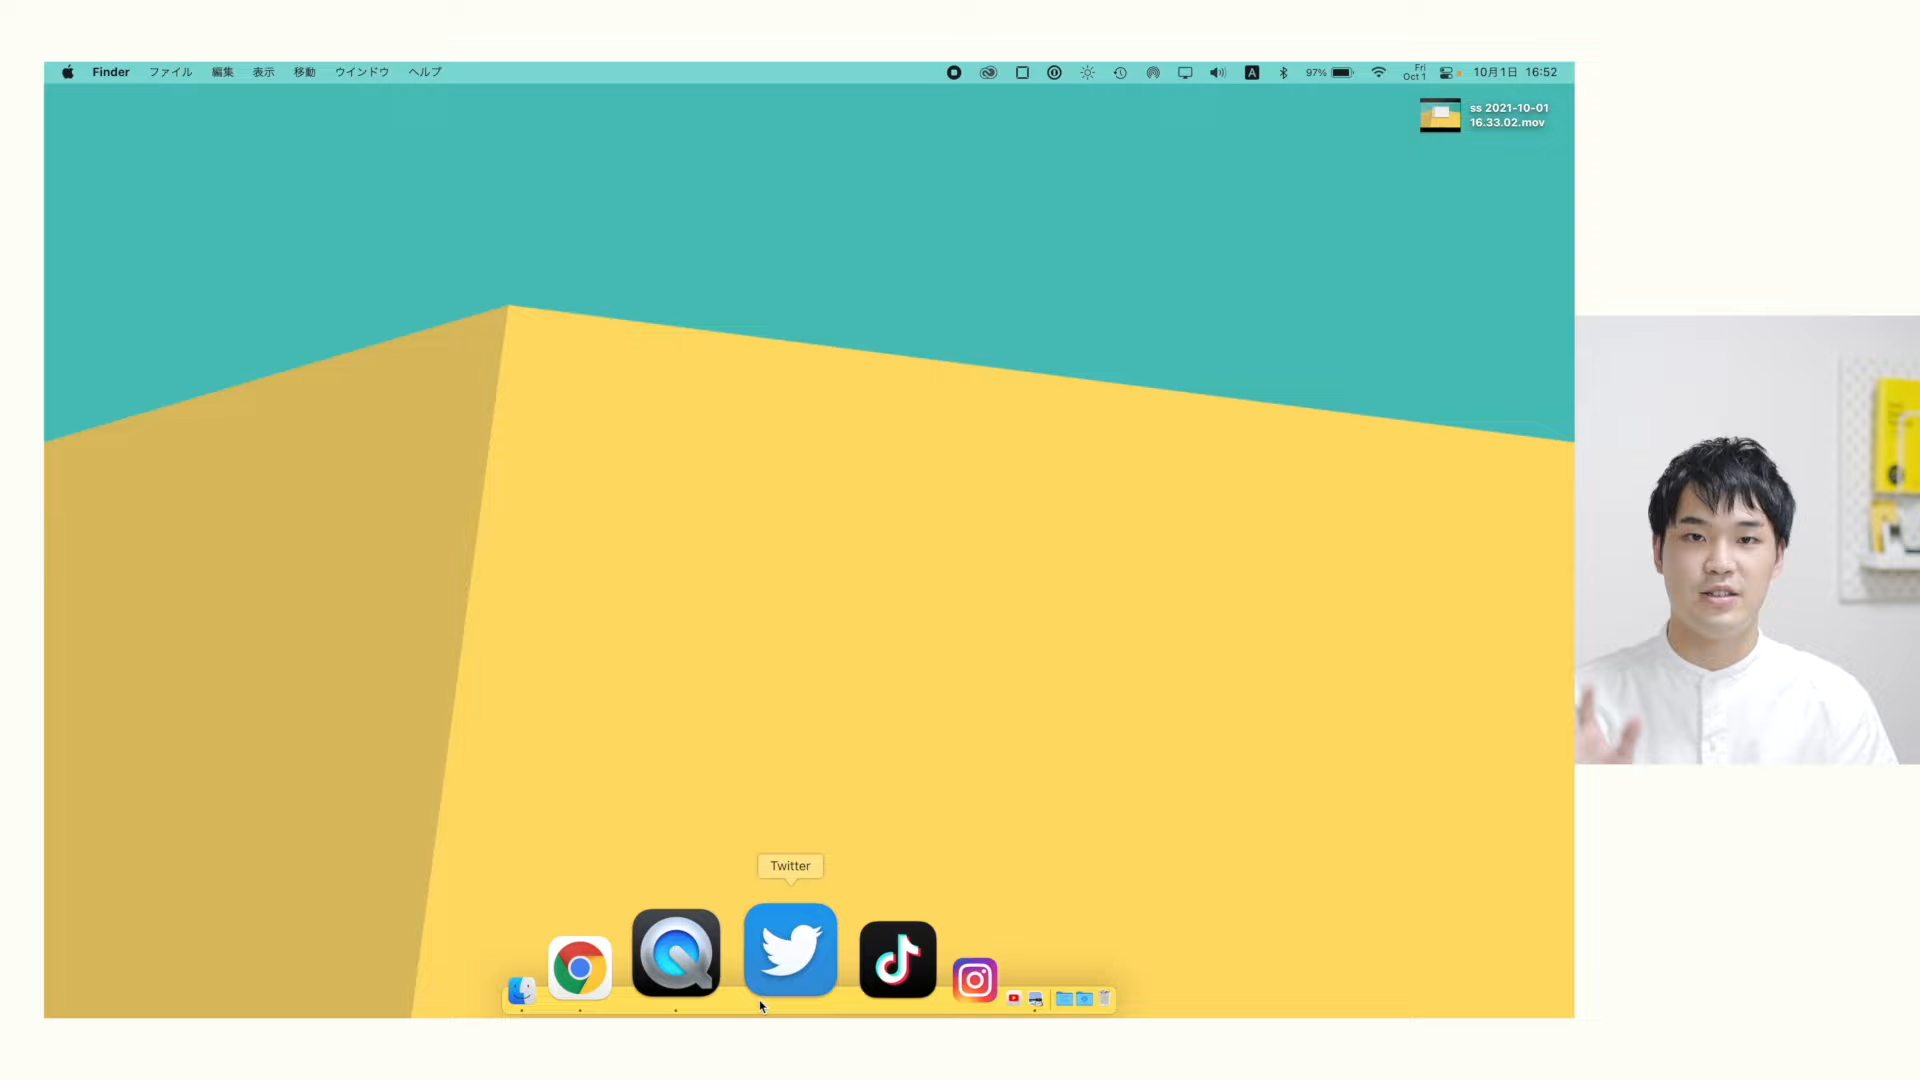 Finder ファイル 編集 表示 移動 ウインドウ ヘルプ
A 97% Fri Oct 1 10月1日 16:52
ss 2021-10-01
16.33.02.mov
Twitter